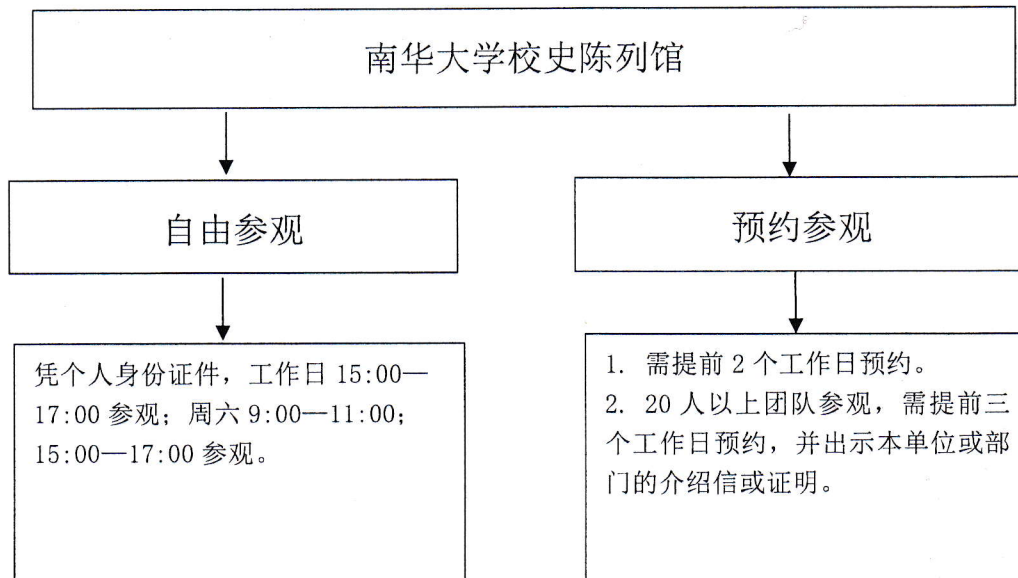 南华大学校史陈列馆
自由参观
预约参观
凭个人身份证件，工作日 15:00—
17:00 参观；周六 9:00—11:00；
15:00—17:00 参观。
1. 需提前 2 个工作日预约。
2. 20 人以上团队参观，需提前三
个工作日预约，并出示本单位或部
门的介绍信或证明。